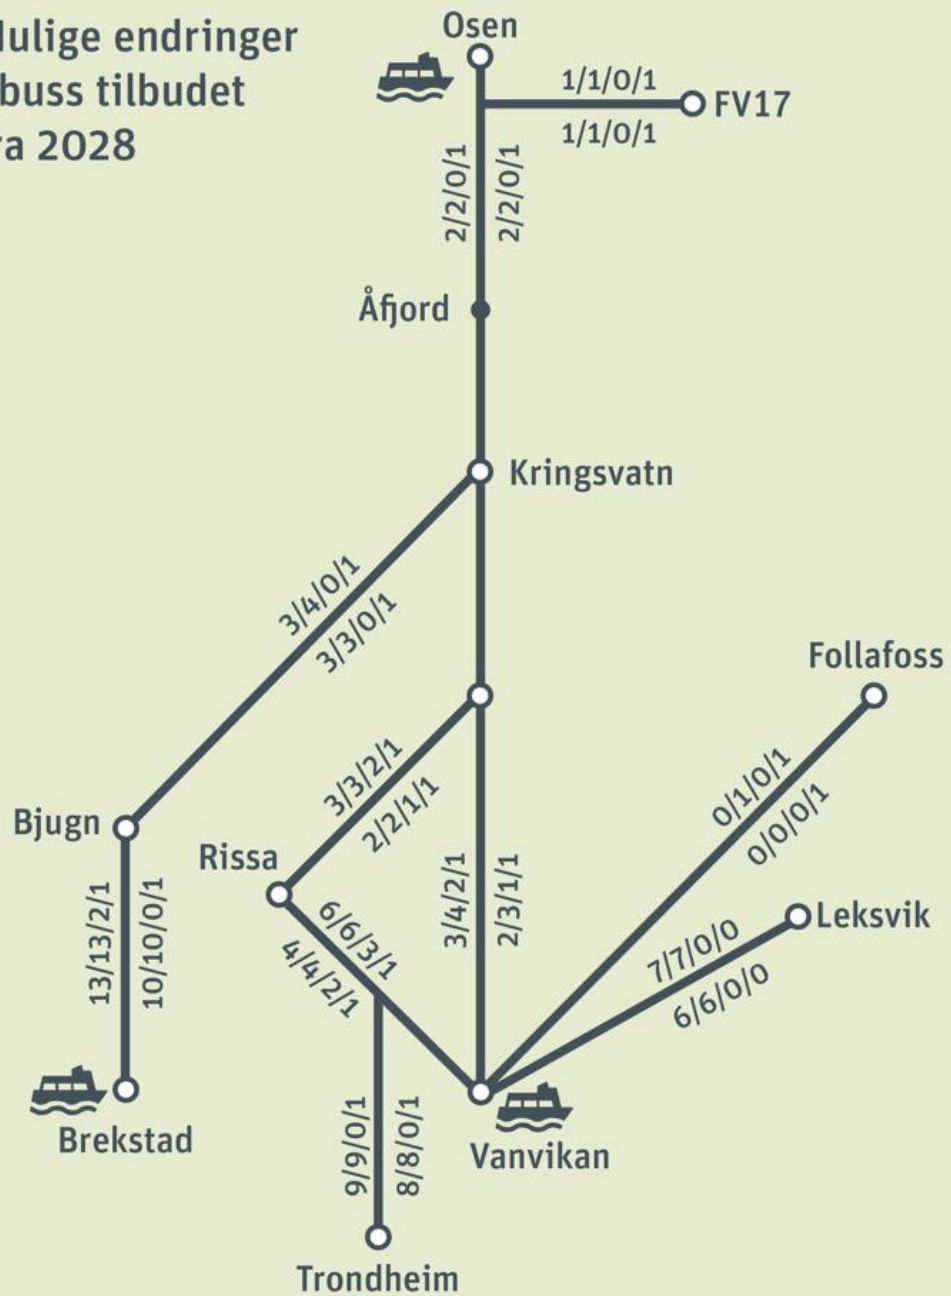 ulige endringer
buss tilbudet
ra 2028
Osen
1/1/0/1
FV17
1/1/0/1
2/2/0/1
2/2/0/1
Åfjord
Kringsvatn
3/4/0/1
3/3/0/1
Follafoss
3/3/2/1
2/2/1/1
0/1/0/1
0/0/0/1
Bjugn
Rissa
3/4/2/1
2/3/1/1
13/13/2/1
10/10/0/1
6/6/3/1
4/4/2/1
Leksvik
7/7/0/0
6/6/0/0
Brekstad
9/9/0/1
8/8/0/1
Vanvikan
Trondheim